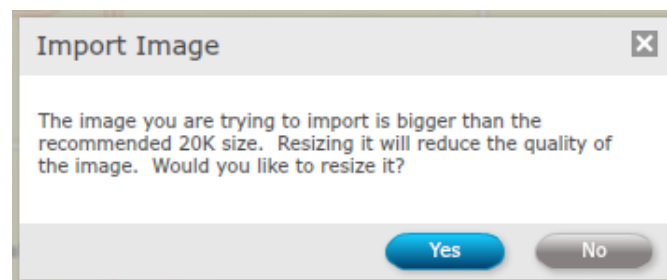 Import Image
The image you are trying to import is bigger than the
recommended 20K size.  Resizing it will reduce the quality of
the image.  Would you like to resize it?
Yes
No